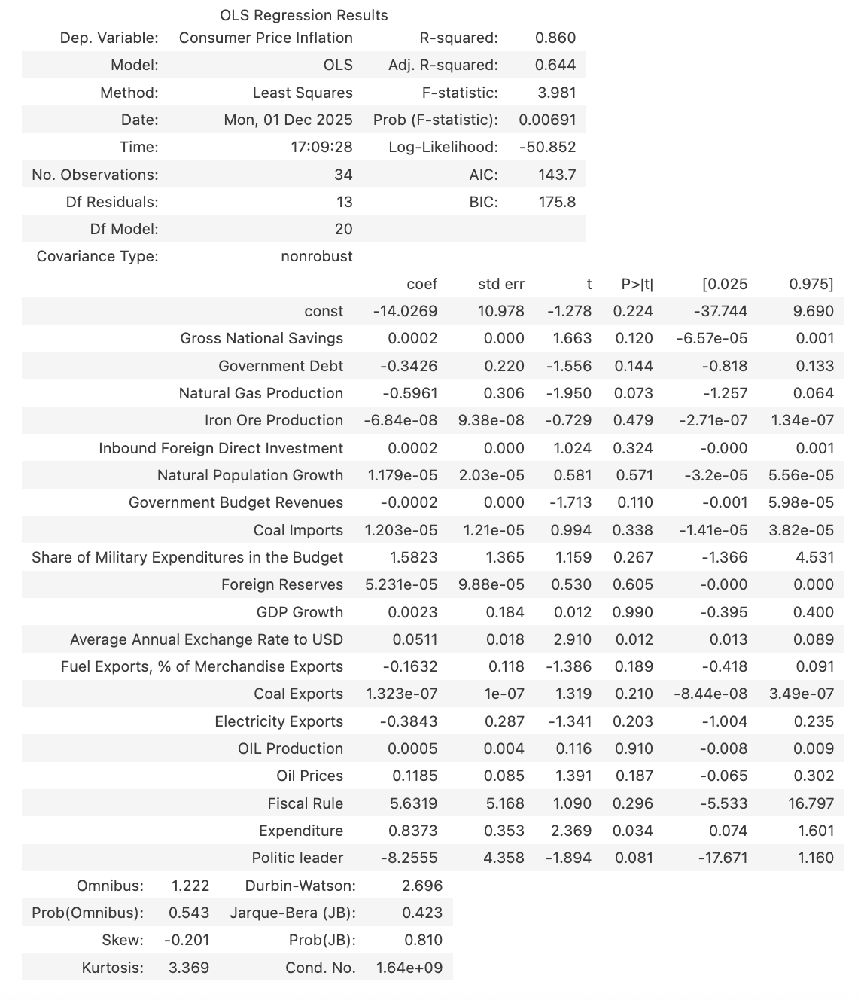 OLS Regression Results
Dep. Variable: Consumer Price Inflation R-squared: 0.860
Model: OLS Adj. R-squared: 0.644
Method: Least Squares F-statistic: 3.981
Date: Mon, 01 Dec 2025 Prob (F-statistic): 0.00691
Time: 17:09:28 Log-Likelihood: -50.852
No. Observations: 34 AIC: 143.7
Df Residuals: 13 BIC: 175.8
Df Model: 20
Covariance Type: nonrobust
coef std err t P>|t| [0.025 0.975]
const -14.0269 10.978 -1.278 0.224 -37.744 9.690
Gross National Savings 0.0002 0.000 1.663 0.120 -6.57e-05 0.001
Government Debt -0.3426 0.220 -1.556 0.144 -0.818 0.133
Natural Gas Production -0.5961 0.306 -1.950 0.073 -1.257 0.064
Iron Ore Production -6.84e-08 9.38e-08 -0.729 0.479 -2.71e-07 1.34e-07
Inbound Foreign Direct Investment 0.0002 0.000 1.024 0.324 -0.000 0.001
Natural Population Growth 1.179e-05 2.03e-05 0.581 0.571 -3.2e-05 5.56e-05
Government Budget Revenues -0.0002 0.000 -1.713 0.110 -0.001 5.98e-05
Coal Imports 1.203e-05 1.21e-05 0.994 0.338 -1.41e-05 3.82e-05
Share of Military Expenditures in the Budget 1.5823 1.365 1.159 0.267 -1.366 4.531
Foreign Reserves 5.231e-05 9.88e-05 0.530 0.605 -0.000 0.000
GDP Growth 0.0023 0.184 0.012 0.990 -0.395 0.400
Average Annual Exchange Rate to USD 0.0511 0.018 2.910 0.012 0.013 0.089
Fuel Exports, % of Merchandise Exports -0.1632 0.118 -1.386 0.189 -0.418 0.091
Coal Exports 1.323e-07 1e-07 1.319 0.210 -8.44e-08 3.49e-07
Electricity Exports -0.3843 0.287 -1.341 0.203 -1.004 0.235
OIL Production 0.0005 0.004 0.116 0.910 -0.008 0.009
Oil Prices 0.1185 0.085 1.391 0.187 -0.065 0.302
Fiscal Rule 5.6319 5.168 1.090 0.296 -5.533 16.797
Expenditure 0.8373 0.353 2.369 0.034 0.074 1.601
Politic leader -8.2555 4.358 -1.894 0.081 -17.671 1.160
Omnibus: 1.222 Durbin-Watson: 2.696
Prob(Omnibus): 0.543 Jarque-Bera (JB): 0.423
Skew: -0.201 Prob(JB): 0.810
Kurtosis: 3.369 Cond. No. 1.64e+09